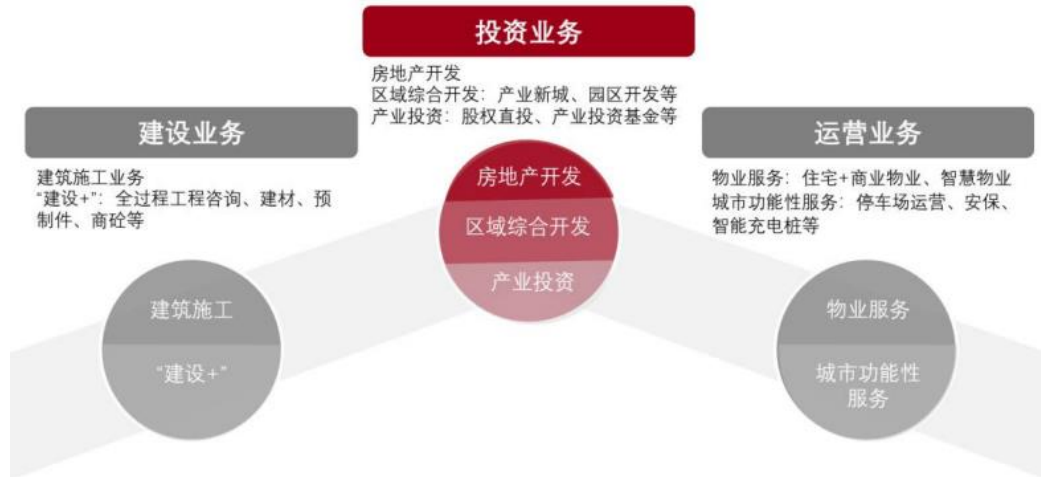 投资业务
房地产开发
区域综合开发：产业新城、园区开发等
产业投资：股权直投、产业投资基金等
建设业务
建筑施工业务
“建设+”：全过程工程咨询、建材、预
制件、商砼等
运营业务
物业服务：住宅+商业物业、智慧物业
城市功能性服务：停车场运营、安保、
智能充电桩等
房地产开发
区域综合开发
产业投资
建筑施工
“建设+”
物业服务
城市功能性
服务